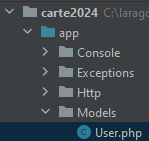 carte2024 C:\larago
app
Console
Exceptions
Http
Models
User.php